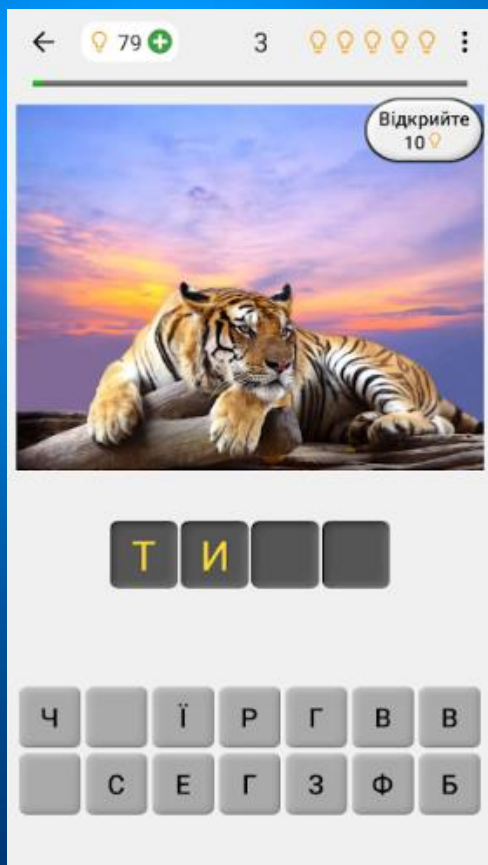 79 3
Відкрийте
10
Т И
Ч Ї Р Г В В
С Е Г З Ф Б